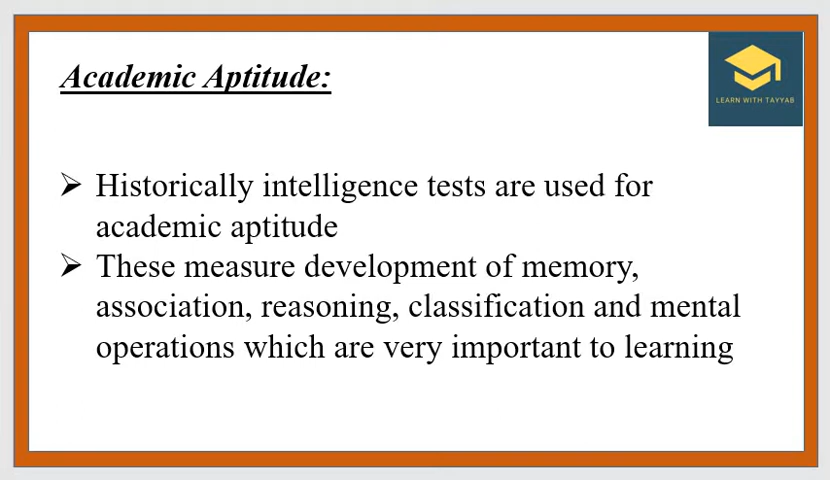 Academic Aptitude:
LEARN WITH TAYYAB
➢ Historically intelligence tests are used for
academic aptitude
➢ These measure development of memory,
association, reasoning, classification and mental
operations which are very important to learning